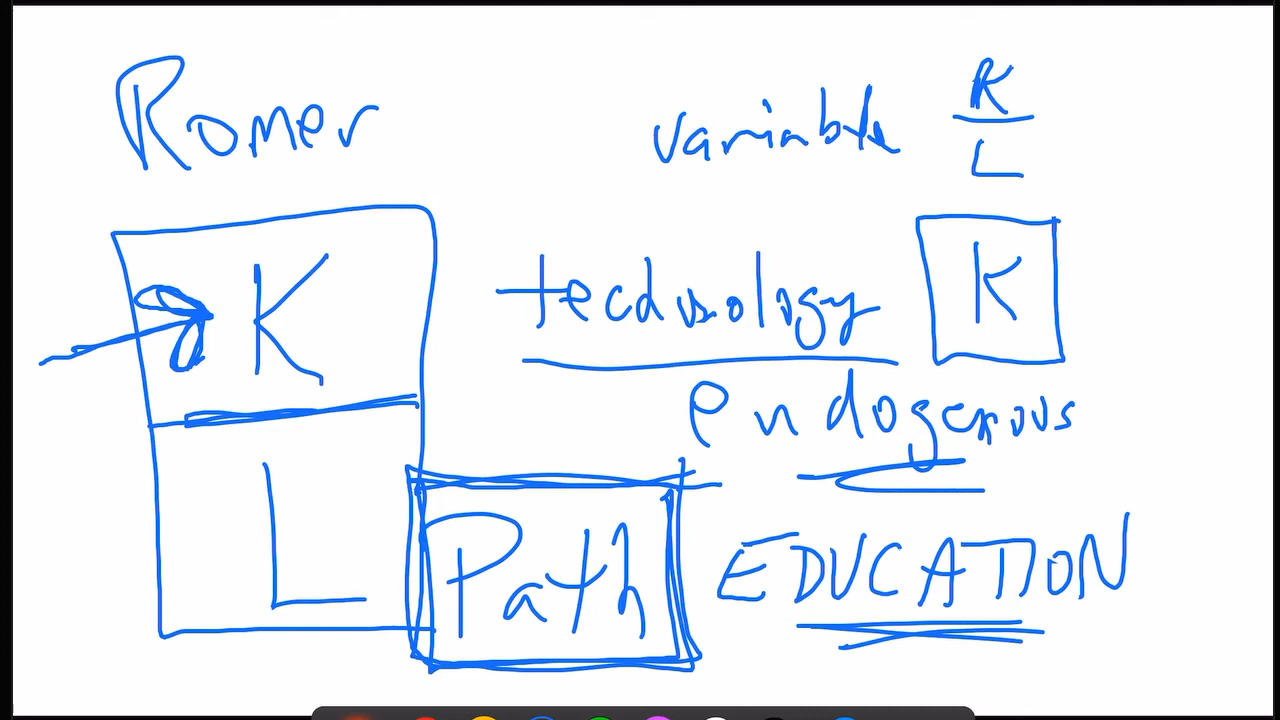 Romer
variable K
L
K
technology K
endogenous
L
Path
EDUCATION